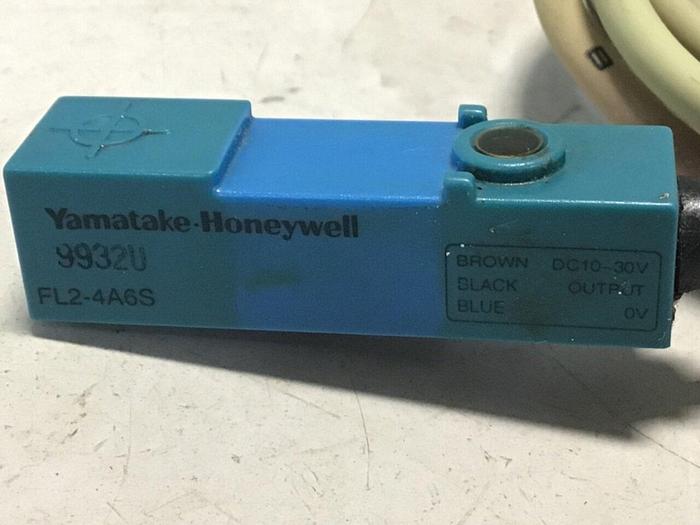 Yamatake·Honeywell
9932U
FL2-4A6S
BROWN DC10-30V
BLACK OUTPUT
BLUE 0V